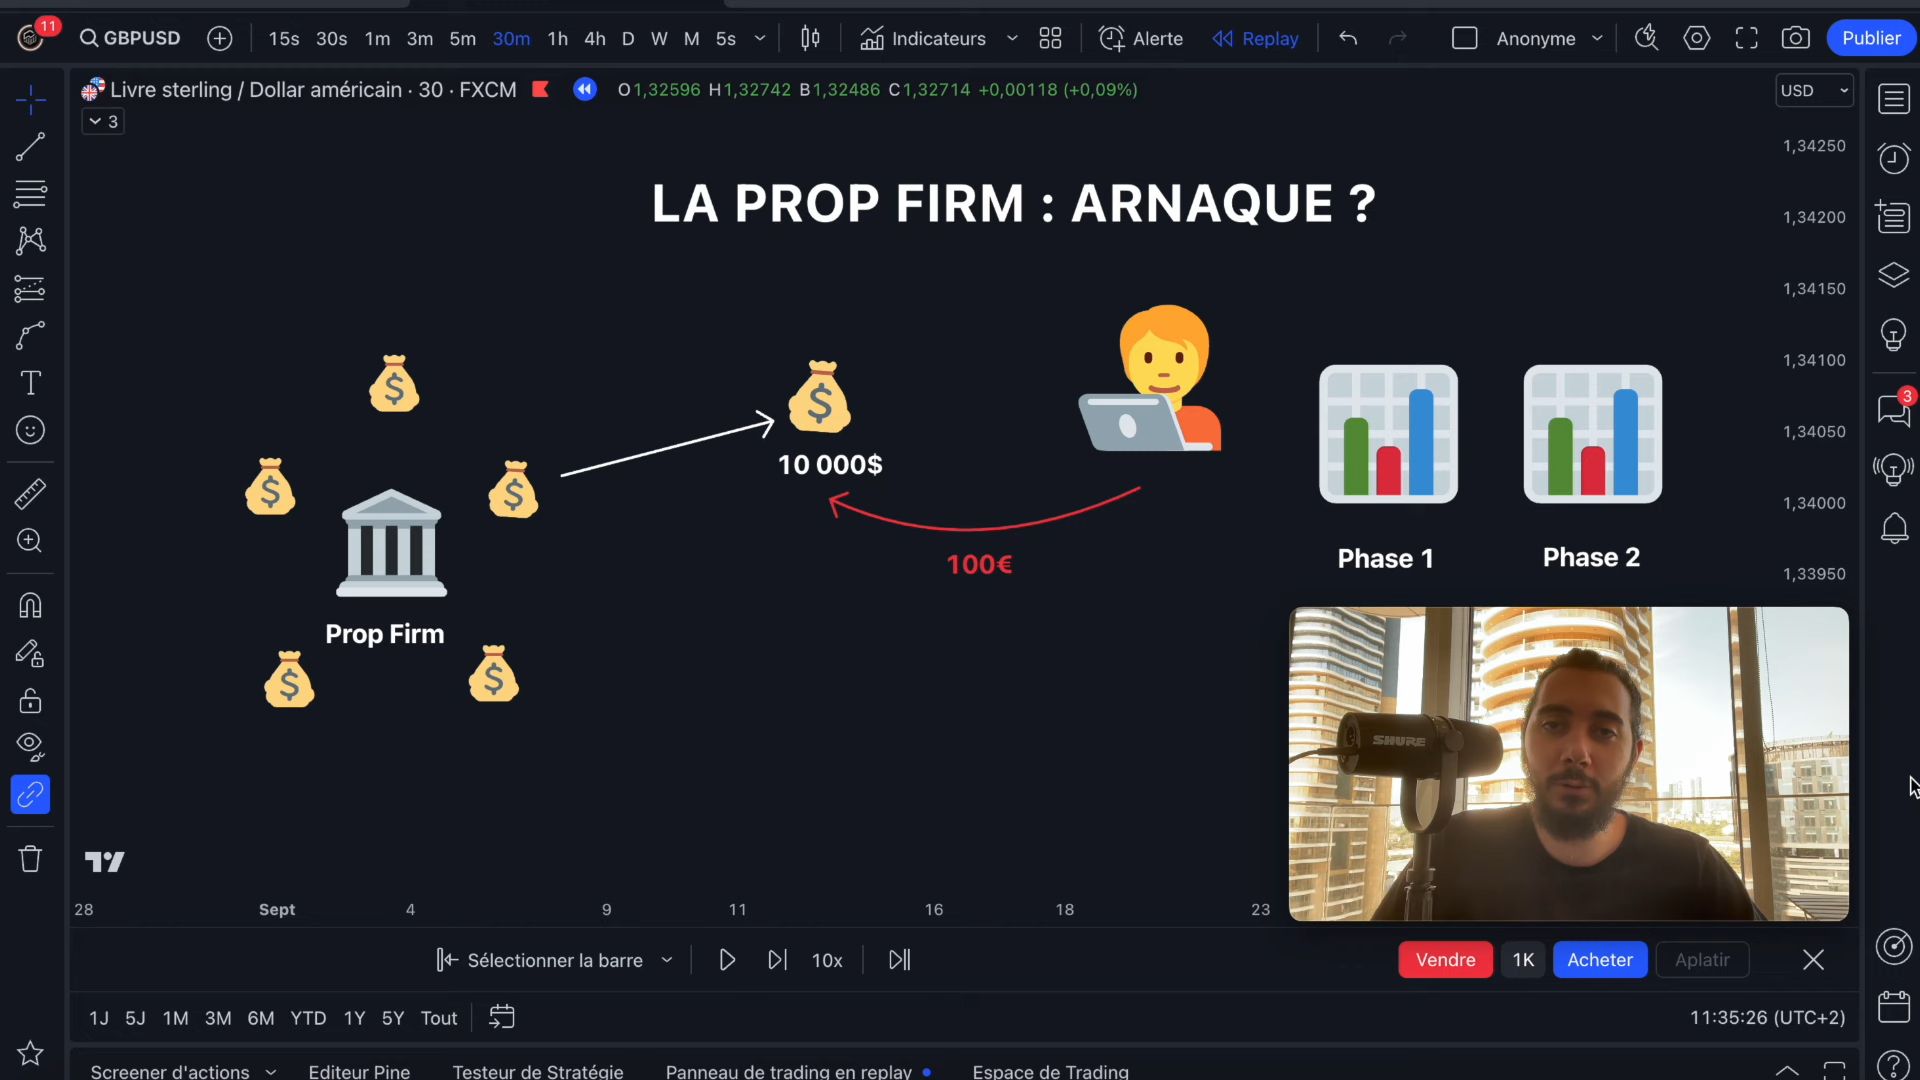 11
GBPUSD
15s 30s 1m 3m 5m 30m 1h 4h D W M 5s
Indicateurs
Alerte
Replay
Anonyme
Publier
Livre sterling / Dollar américain · 30 · FXCM
O1,32596 H1,32742 B1,32486 C1,32714 +0,00118 (+0,09%)
USD
3
1,34250
LA PROP FIRM : ARNAQUE ?
1,34200
1,34150
1,34100
3
1,34050
10 000$
1,34000
100€
Phase 1
Phase 2
1,33950
Prop Firm
SHURE
28 Sept 4 9 11 16 18 23
Sélectionner la barre
10x
Vendre
1K
Acheter
Aplatir
1J 5J 1M 3M 6M YTD 1Y 5Y Tout
11:35:26 (UTC+2)
Screener d'actions
Editeur Pine
Testeur de Stratégie
Panneau de trading en replay
Espace de Trading